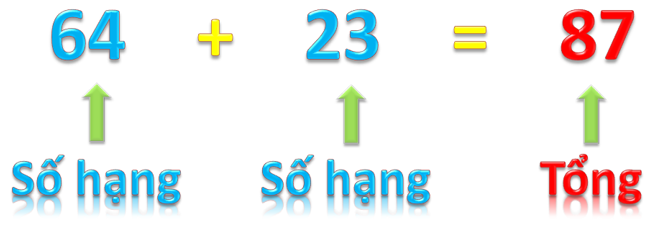 64 + 23 = 87
Số hạng Số hạng Tổng